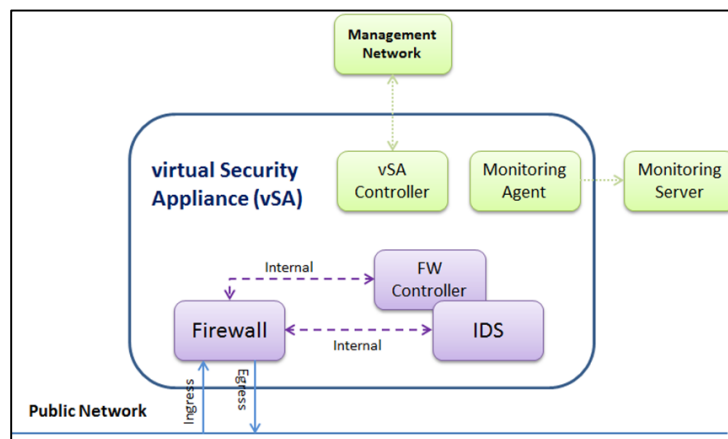 Management
Network
virtual Security
Appliance (vSA)
vSA
Controller
Monitoring
Agent
Monitoring
Server
Internal
FW
Controller
Firewall
Internal
IDS
Ingress
Egress
Public Network